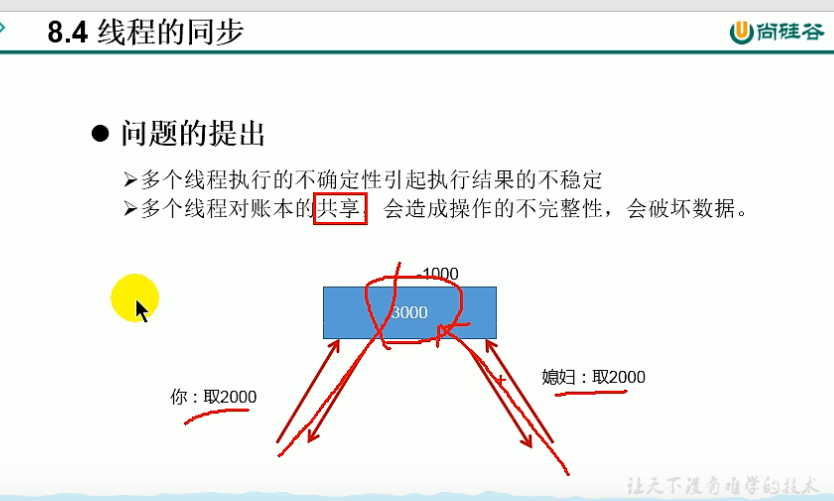 8.4 线程的同步
尚硅谷
● 问题的提出
➢多个线程执行的不确定性引起执行结果的不稳定
➢多个线程对账本的共享，会造成操作的不完整性，会破坏数据。
-1000
3000
媳妇：取2000
你：取2000
让天下没有难学的技术